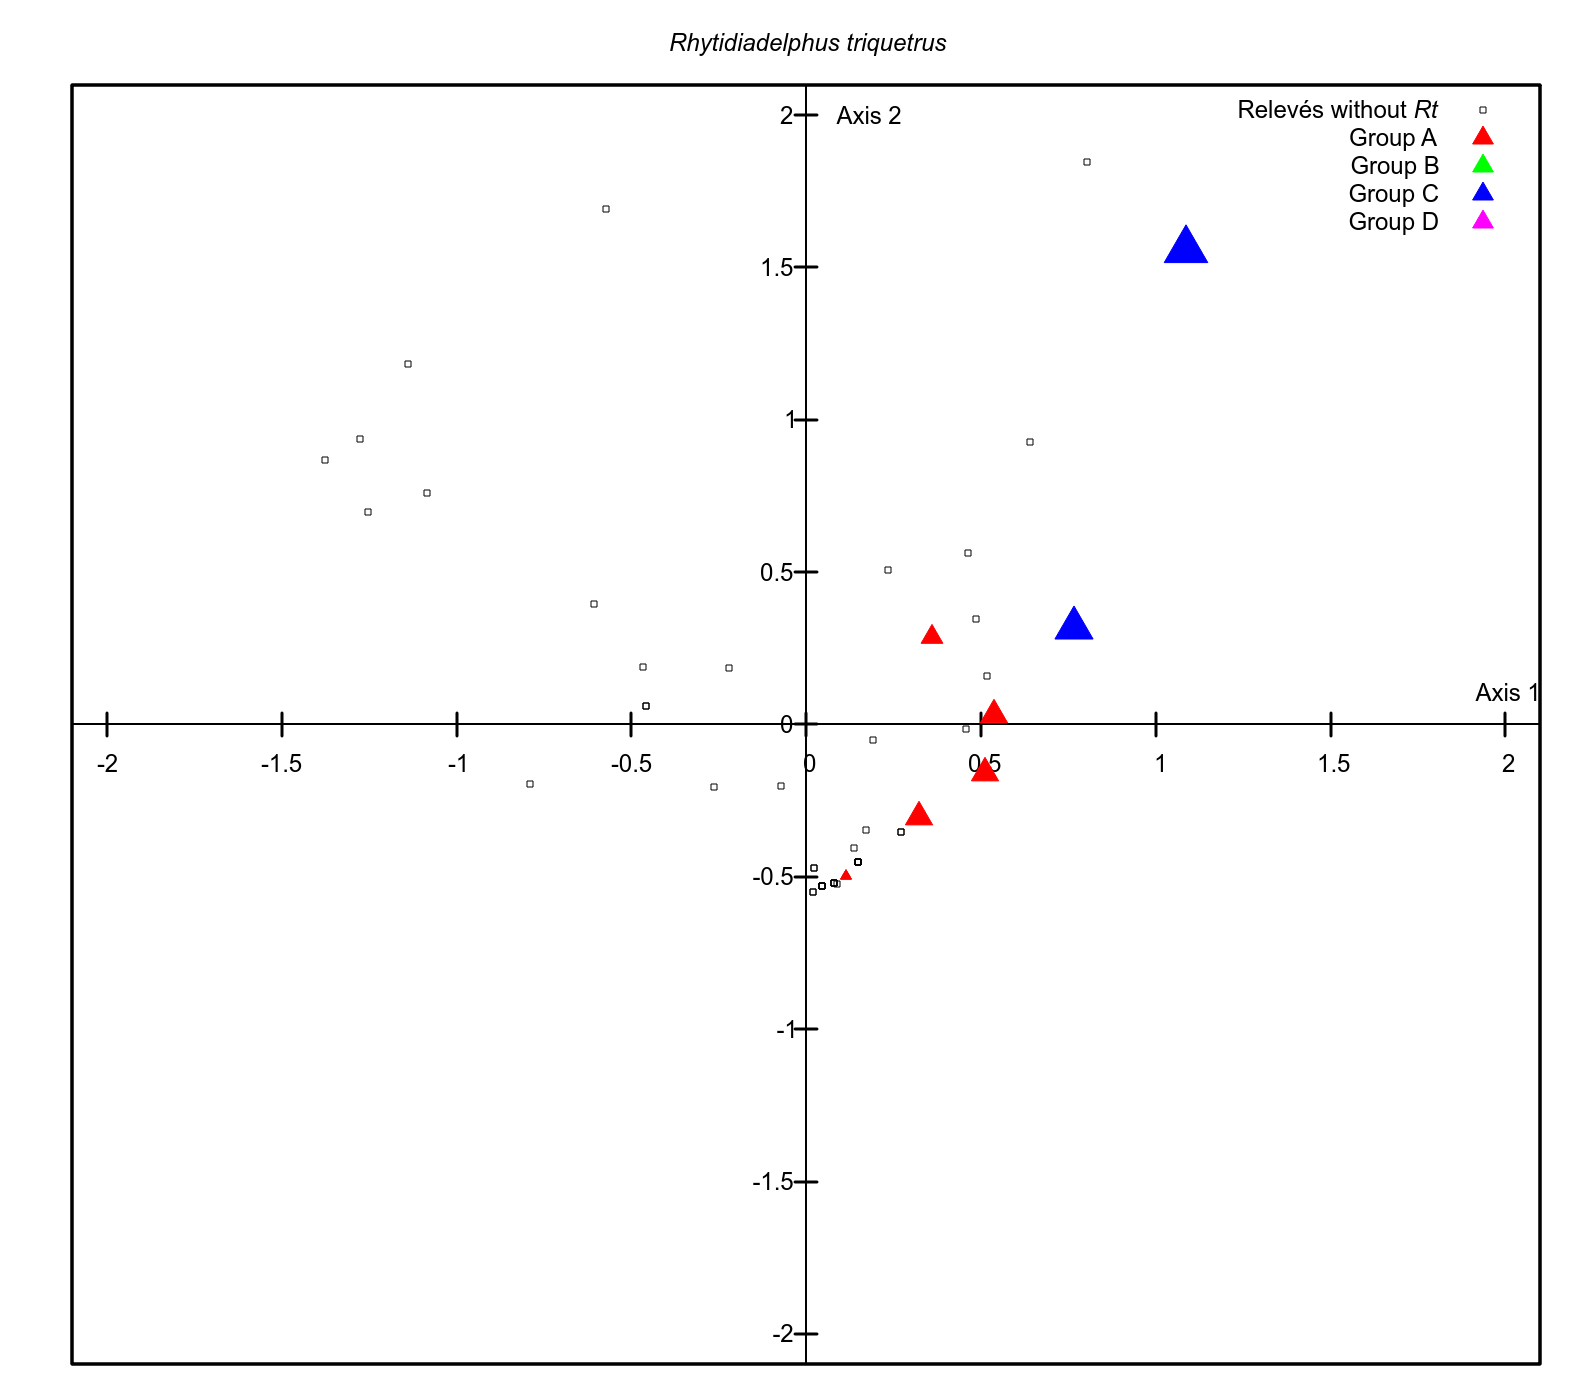 Rhytidiadelphus triquetrus
2 Axis 2
Relevés without Rt
Group A
Group B
Group C
Group D
1.5
1
0.5
Axis 1
0
-2 -1.5 -1 -0.5 0 0.5 1 1.5 2
-0.5
-1
-1.5
-2